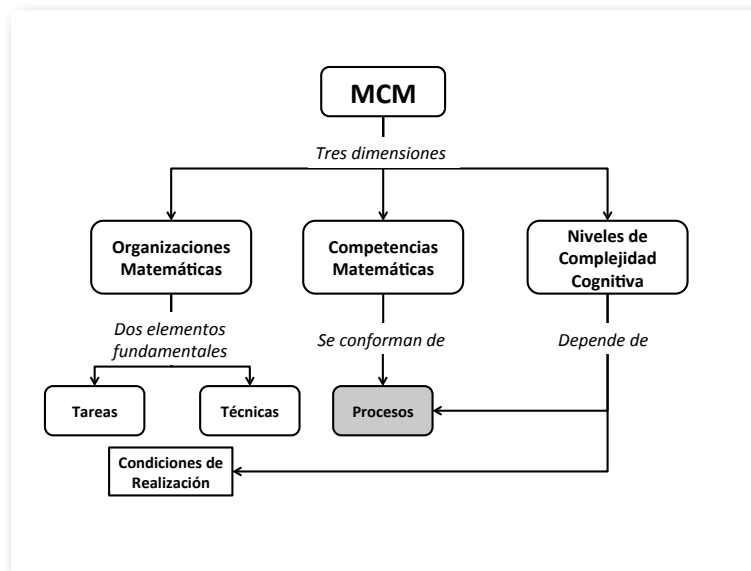 MCM
Tres dimensiones
Organizaciones
Matemáticas
Competencias
Matemáticas
Niveles de
Complejidad
Cognitiva
Dos elementos
fundamentales
Se conforman de
Depende de
Tareas
Técnicas
Procesos
Condiciones de
Realización